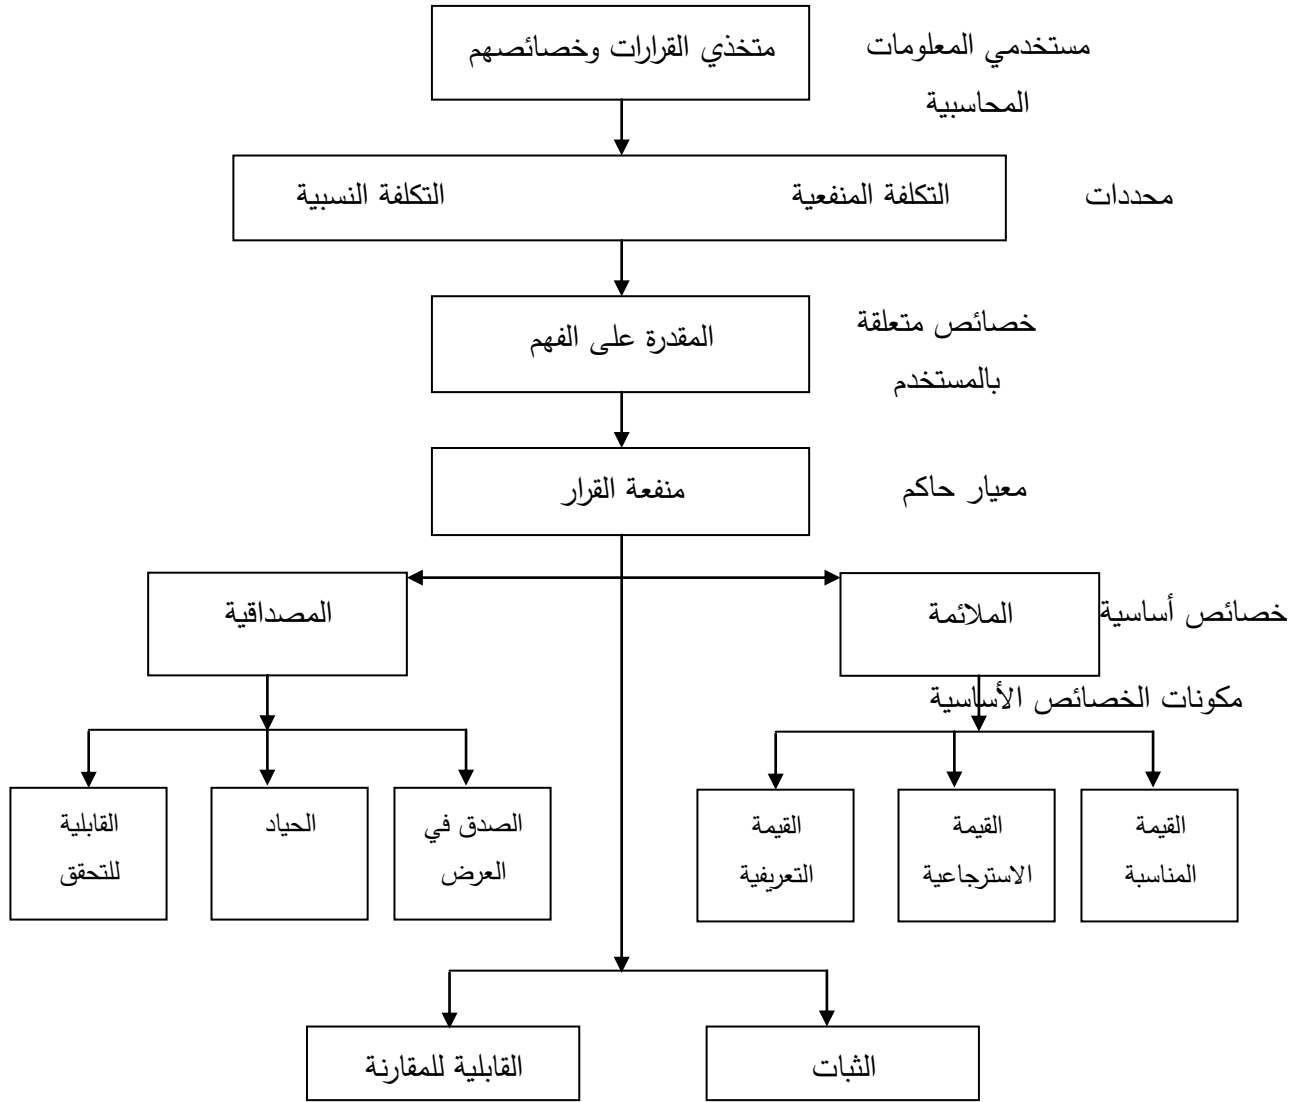 متخذي القرارات وخصائصهم
مستخدمي المعلومات
المحاسبية
التكلفة المنفعية
التكلفة النسبية
محددات
المقدرة على الفهم
خصائص متعلقة
بالمستخدم
منفعة القرار
معيار حاكم
خصائص أساسية
الملائمة
المصداقية
مكونات الخصائص الأساسية
القيمة
المناسبة
القيمة
الاسترجاعية
القيمة
التعريفية
الصدق في
العرض
الحياد
القابلية
للتحقق
الثبات
القابلية للمقارنة